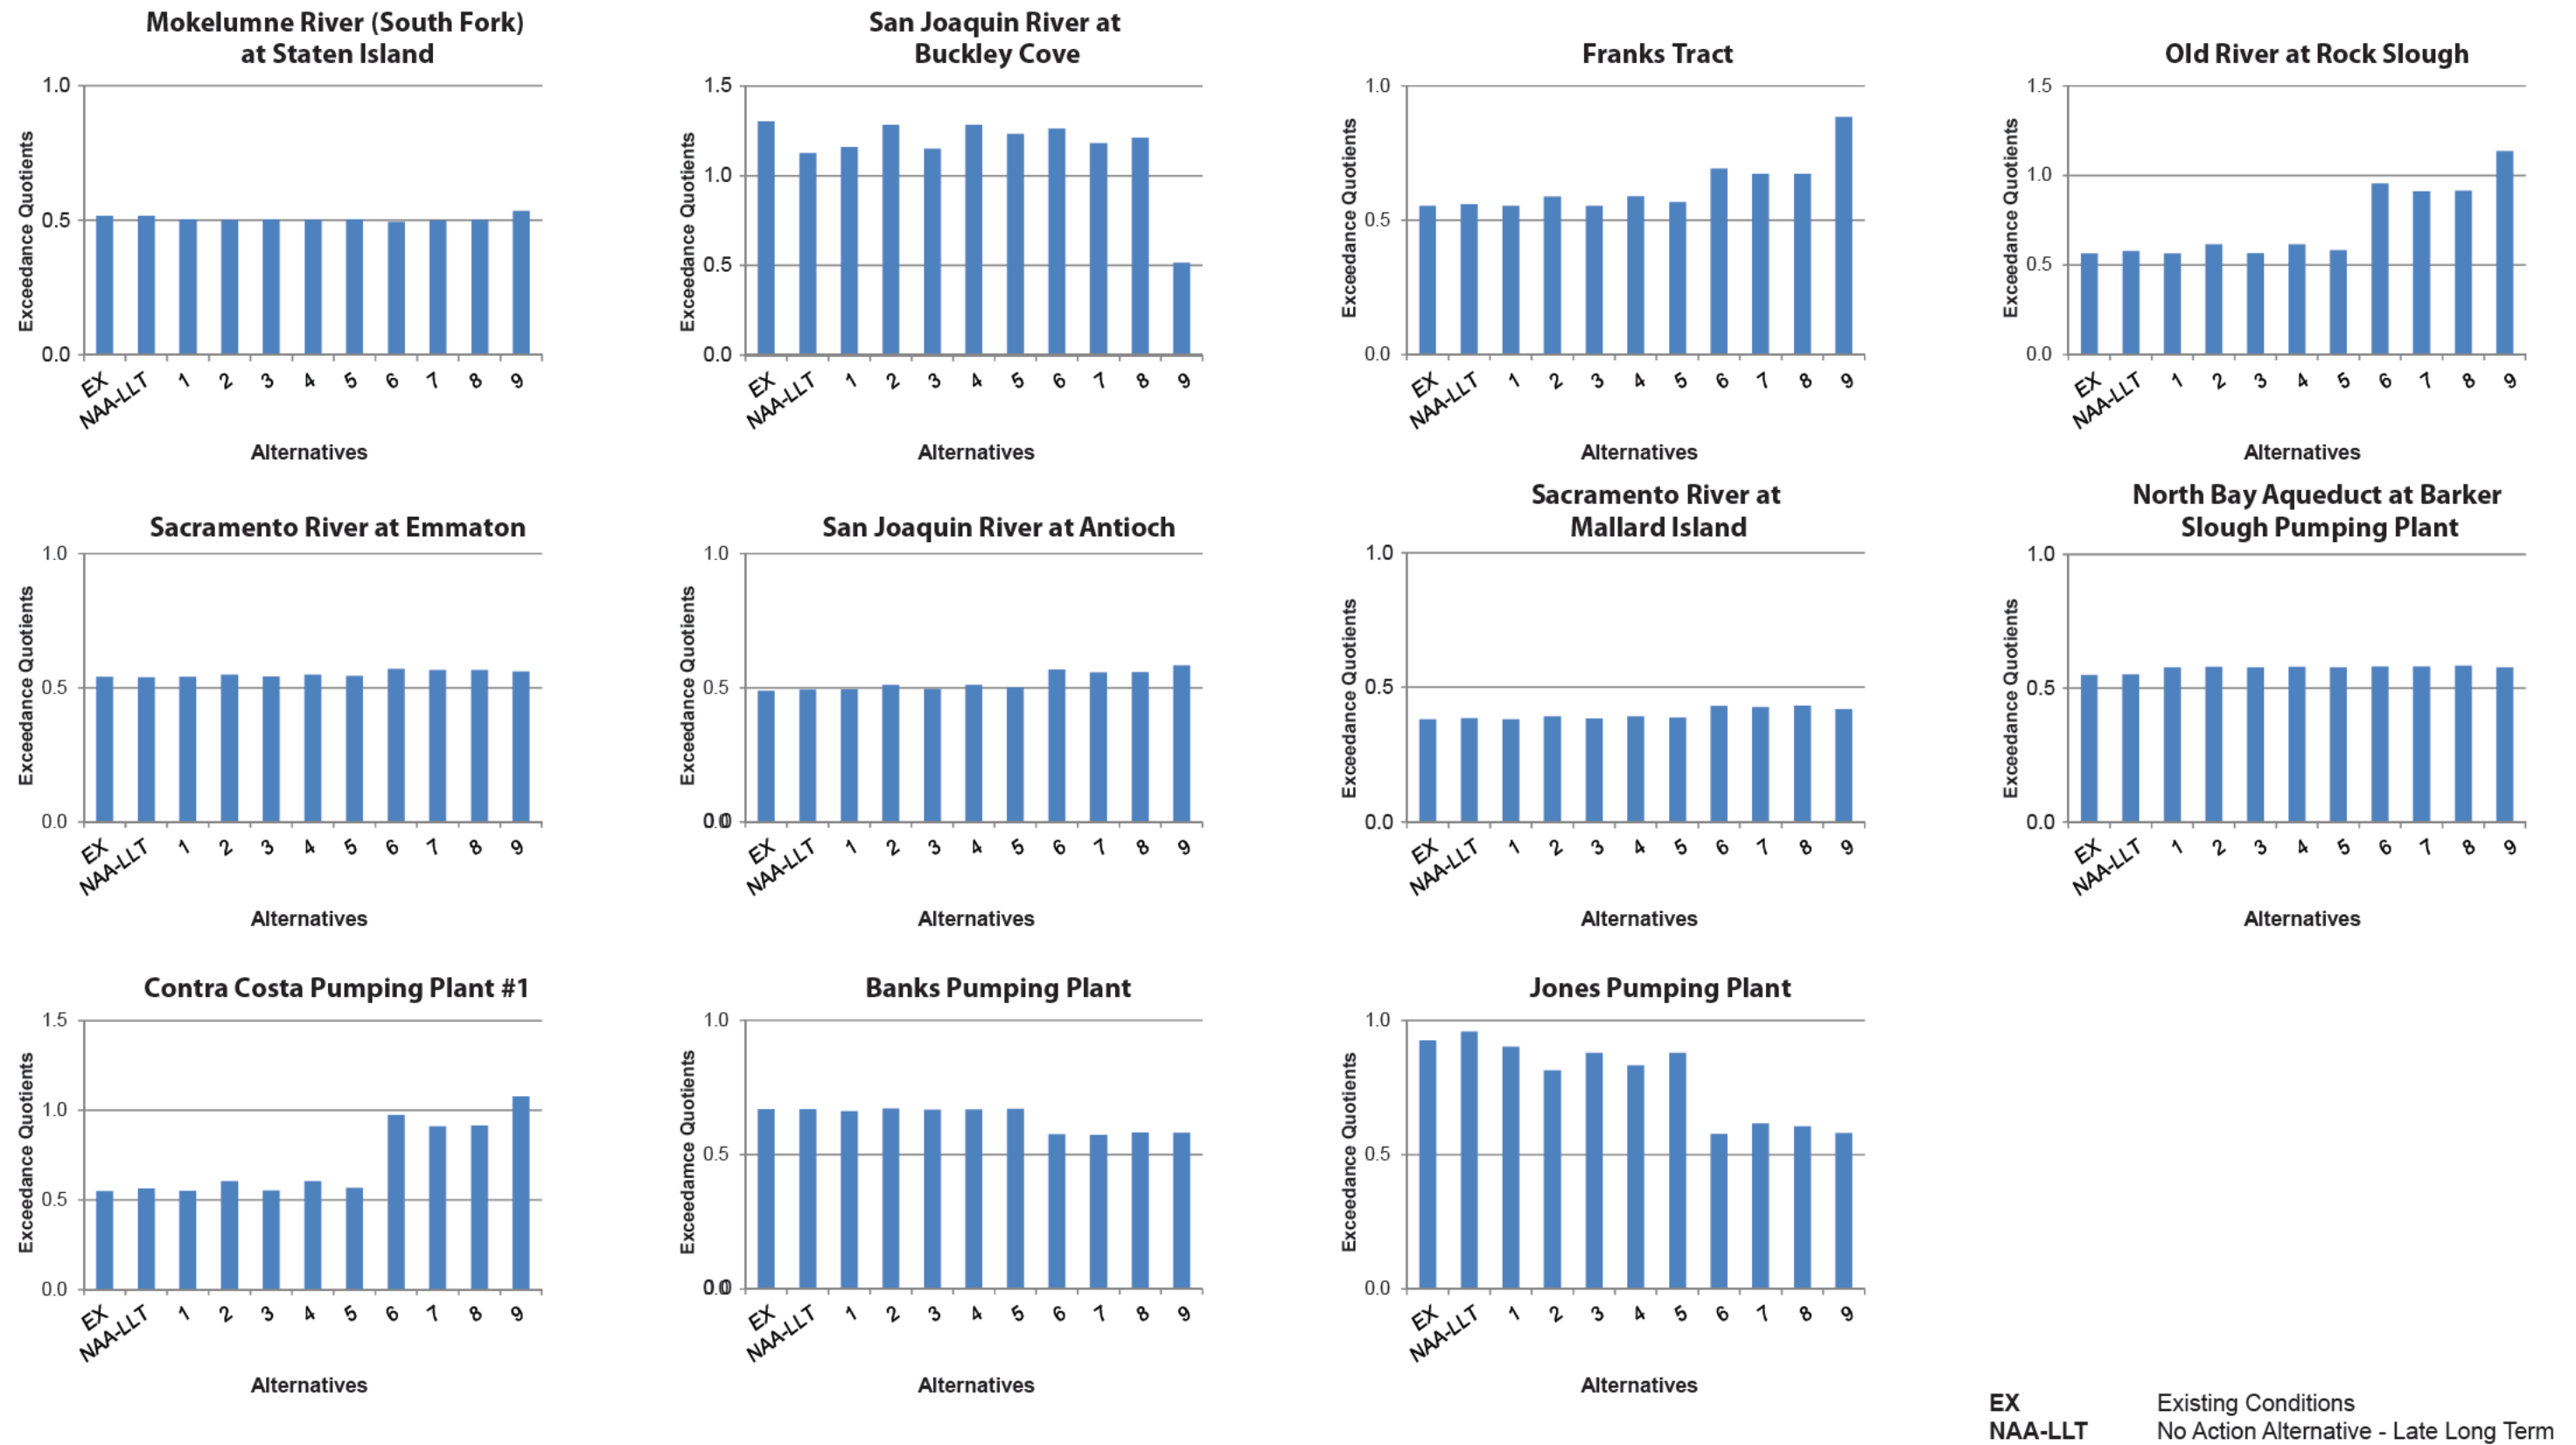 Mokelumne River (South Fork)
at Staten Island
Exceedance Quotients
1.0
0.5
0.0
EX
NAA-LLT
1
2
3
4
5
6
7
8
9
Alternatives
San Joaquin River at
Buckley Cove
Exceedance Quotients
1.5
1.0
0.5
0.0
EX
NAA-LLT
1
2
3
4
5
6
7
8
9
Alternatives
Franks Tract
Exceedance Quotients
1.0
0.5
0.0
EX
NAA-LLT
1
2
3
4
5
6
7
8
9
Alternatives
Old River at Rock Slough
Exceedance Quotients
1.5
1.0
0.5
0.0
EX
NAA-LLT
1
2
3
4
5
6
7
8
9
Alternatives
Sacramento River at Emmaton
Exceedance Quotients
1.0
0.5
0.0
EX
NAA-LLT
1
2
3
4
5
6
7
8
9
Alternatives
San Joaquin River at Antioch
Exceedance Quotients
1.0
0.5
0.0
EX
NAA-LLT
1
2
3
4
5
6
7
8
9
Alternatives
Sacramento River at
Mallard Island
Exceedance Quotients
1.0
0.5
0.0
EX
NAA-LLT
1
2
3
4
5
6
7
8
9
Alternatives
North Bay Aqueduct at Barker
Slough Pumping Plant
Exceedance Quotients
1.0
0.5
0.0
EX
NAA-LLT
1
2
3
4
5
6
7
8
9
Alternatives
Contra Costa Pumping Plant #1
Exceedance Quotients
1.5
1.0
0.5
0.0
EX
NAA-LLT
1
2
3
4
5
6
7
8
9
Alternatives
Banks Pumping Plant
Exceedamce Quotients
1.0
0.5
0.0
EX
NAA-LLT
1
2
3
4
5
6
7
8
9
Alternatives
Jones Pumping Plant
Exceedance Quotients
1.0
0.5
0.0
EX
NAA-LLT
1
2
3
4
5
6
7
8
9
Alternatives
EX Existing Conditions
NAA-LLT No Action Alternative - Late Long Term